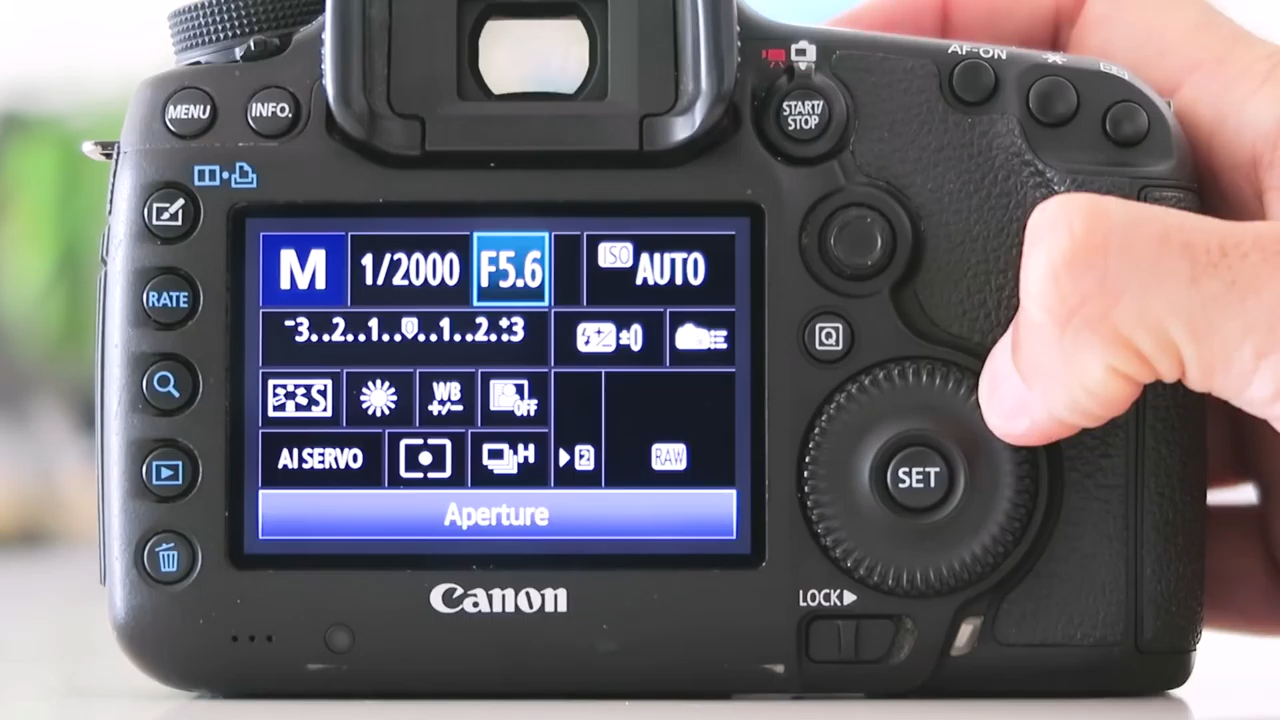 AF-ON
MENU INFO.
START/
STOP
RATE
M 1/2000 F5.6 ISO AUTO
-3..2..1..0..1..2.:+3 ±0
S WB
+/- OFF
AI SERVO H 2 RAW
Aperture
Q
SET
Canon
LOCK▶